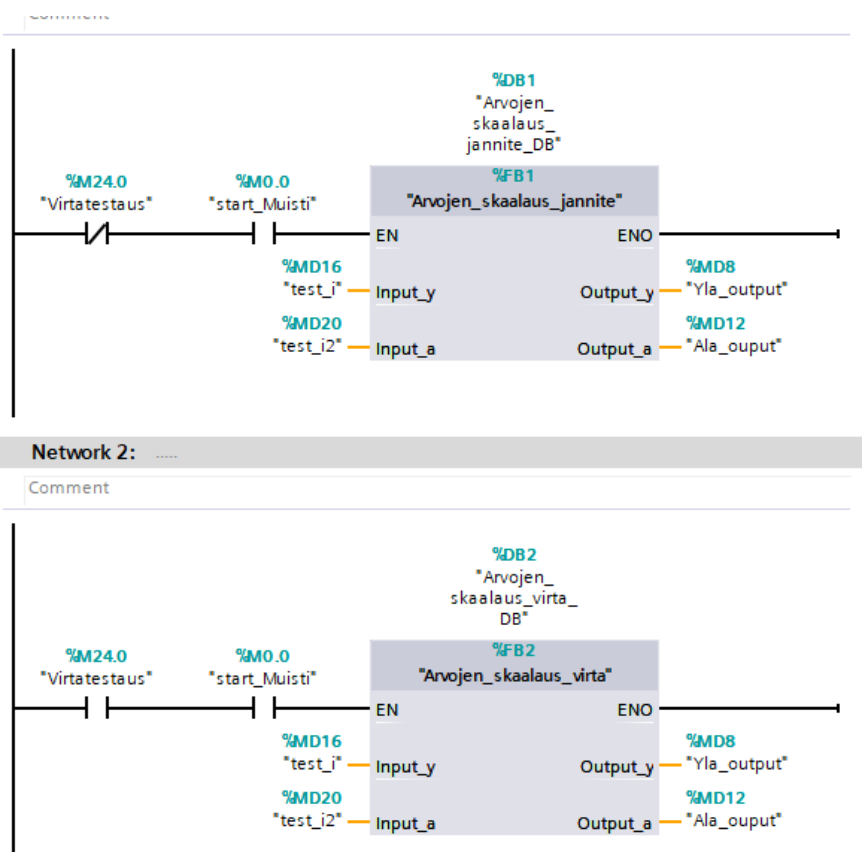 %DB1
"Arvojen_
skaalaus_
jannite_DB"
%M24.0 %M0.0 %FB1
"Virtatestaus" "start_Muisti" "Arvojen_skaalaus_jannite"
EN ENO
%MD16 %MD8
"test_i" Input_y Output_y "Yla_output"
%MD20 %MD12
"test_i2" Input_a Output_a "Ala_ouput"
Network 2: .....
Comment
%DB2
"Arvojen_
skaalaus_virta_
DB"
%M24.0 %M0.0 %FB2
"Virtatestaus" "start_Muisti" "Arvojen_skaalaus_virta"
EN ENO
%MD16 %MD8
"test_i" Input_y Output_y "Yla_output"
%MD20 %MD12
"test_i2" Input_a Output_a "Ala_ouput"